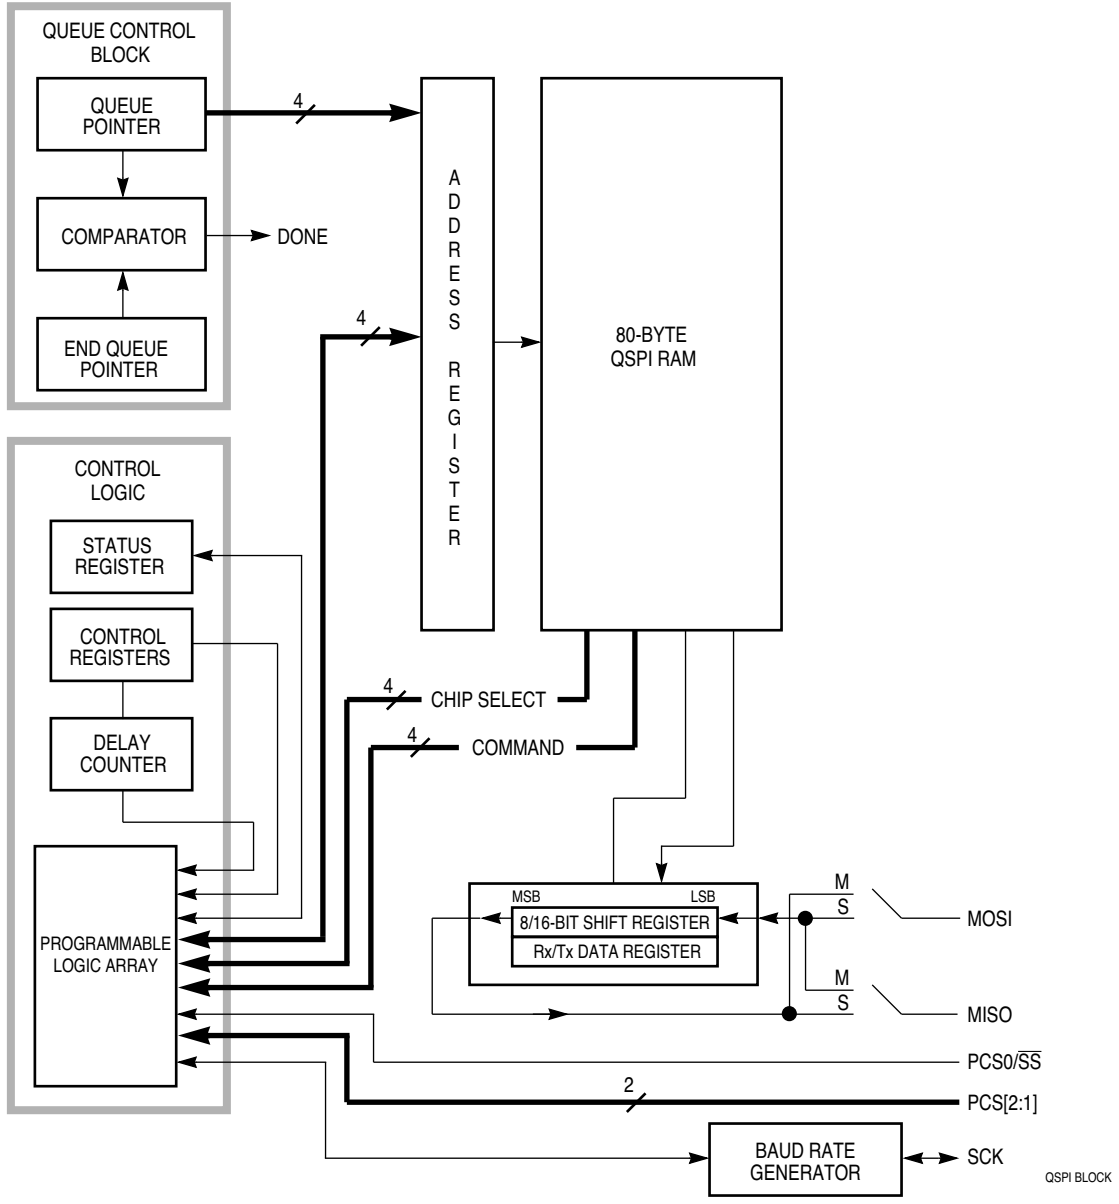 QUEUE CONTROL
BLOCK
QUEUE
POINTER
4
COMPARATOR
DONE
END QUEUE
POINTER
4
ADDRESS REGISTER
80-BYTE
QSPI RAM
CONTROL
LOGIC
STATUS
REGISTER
CONTROL
REGISTERS
DELAY
COUNTER
4
CHIP SELECT
4
COMMAND
PROGRAMMABLE
LOGIC ARRAY
MSB
LSB
8/16-BIT SHIFT REGISTER
Rx/Tx DATA REGISTER
M
S
MOSI
M
S
MISO
PCS0/S̅S̅
2
PCS[2:1]
BAUD RATE
GENERATOR
SCK
QSPI BLOCK